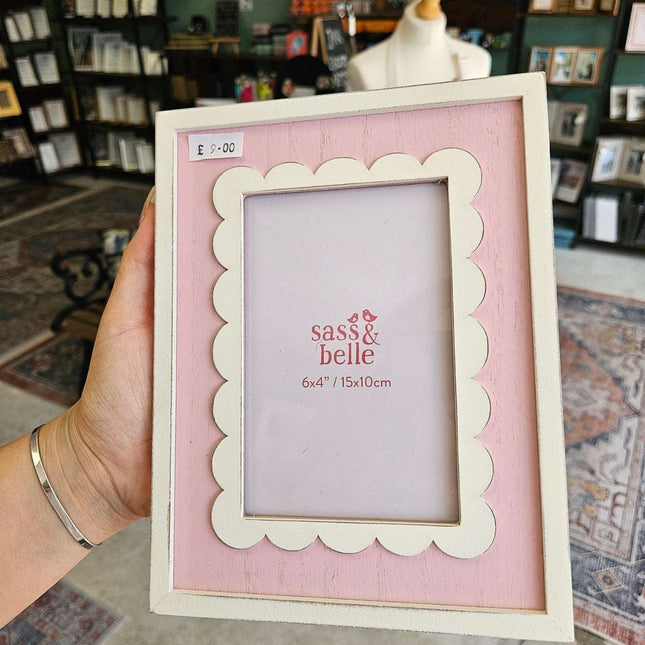 £ 9.00
sass &
belle
6x4" / 15x10cm